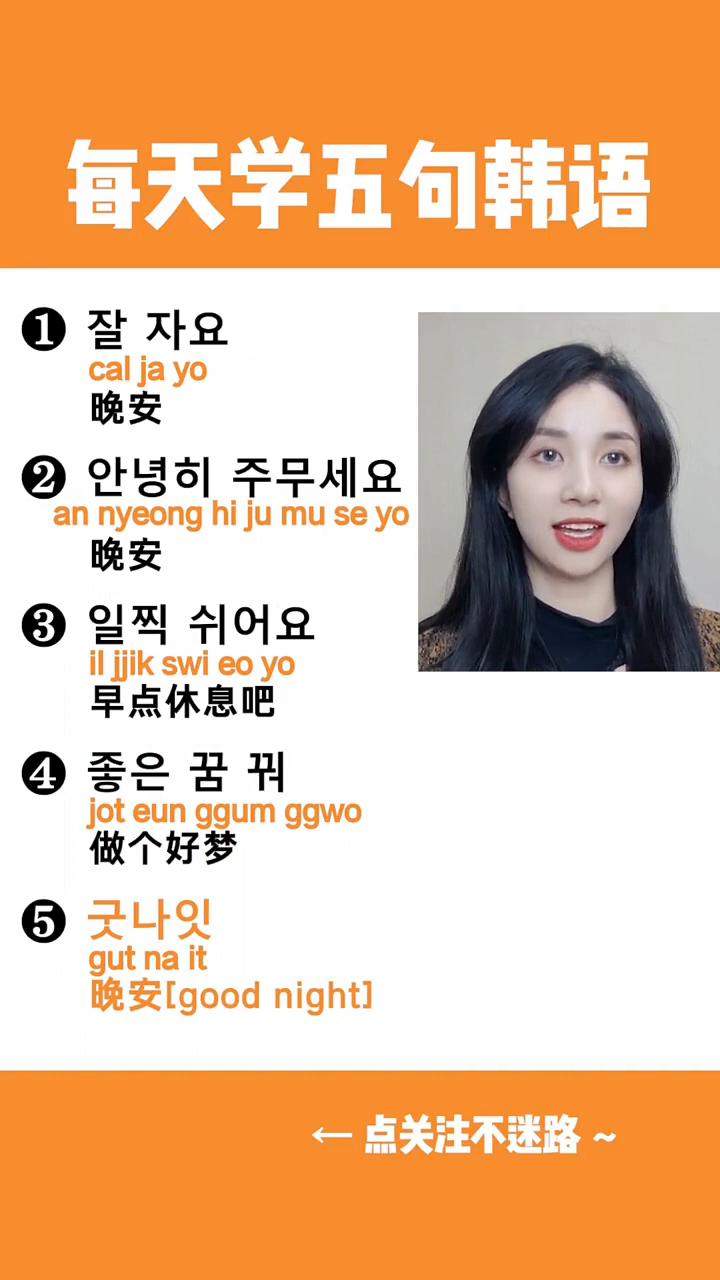 每天学五句韩语
❶ 잘 자요
cal ja yo
晚安
❷ 안녕히 주무세요
an nyeong hi ju mu se yo
晚安
❸ 일찍 쉬어요
il jjik swi eo yo
早点休息吧
❹ 좋은 꿈 꿔
jot eun ggum ggwo
做个好梦
❺ 굿나잇
gut na it
晚安[good night]
← 点关注不迷路 ~